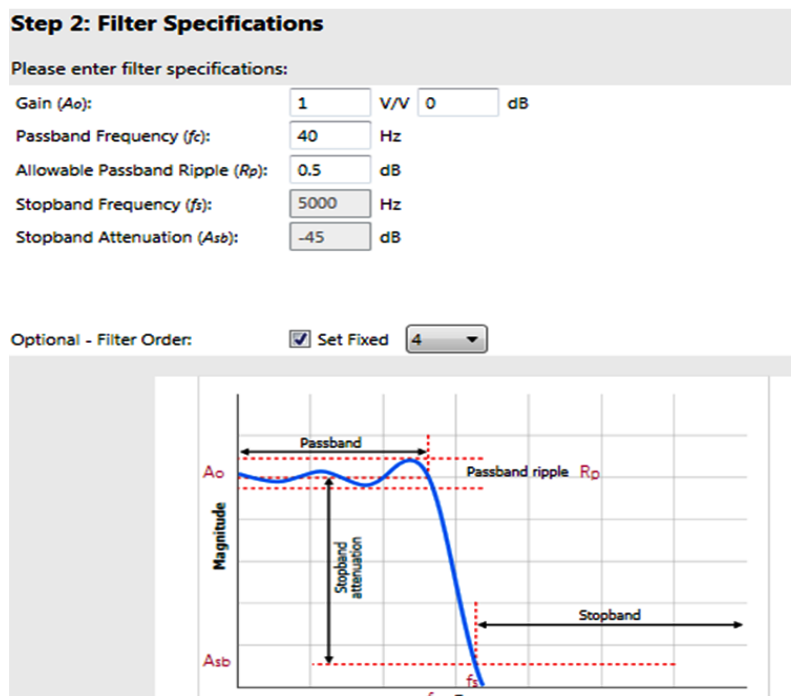 Step 2: Filter Specifications
Please enter filter specifications:
Gain (Ao): 1 V/V 0 dB
Passband Frequency (fc): 40 Hz
Allowable Passband Ripple (Rp): 0.5 dB
Stopband Frequency (fs): 5000 Hz
Stopband Attenuation (Asb): -45 dB
Optional - Filter Order: Set Fixed 4
Passband
Ao
Passband ripple Rp
Magnitude
Stopband
attenuation
Stopband
Asb
fs